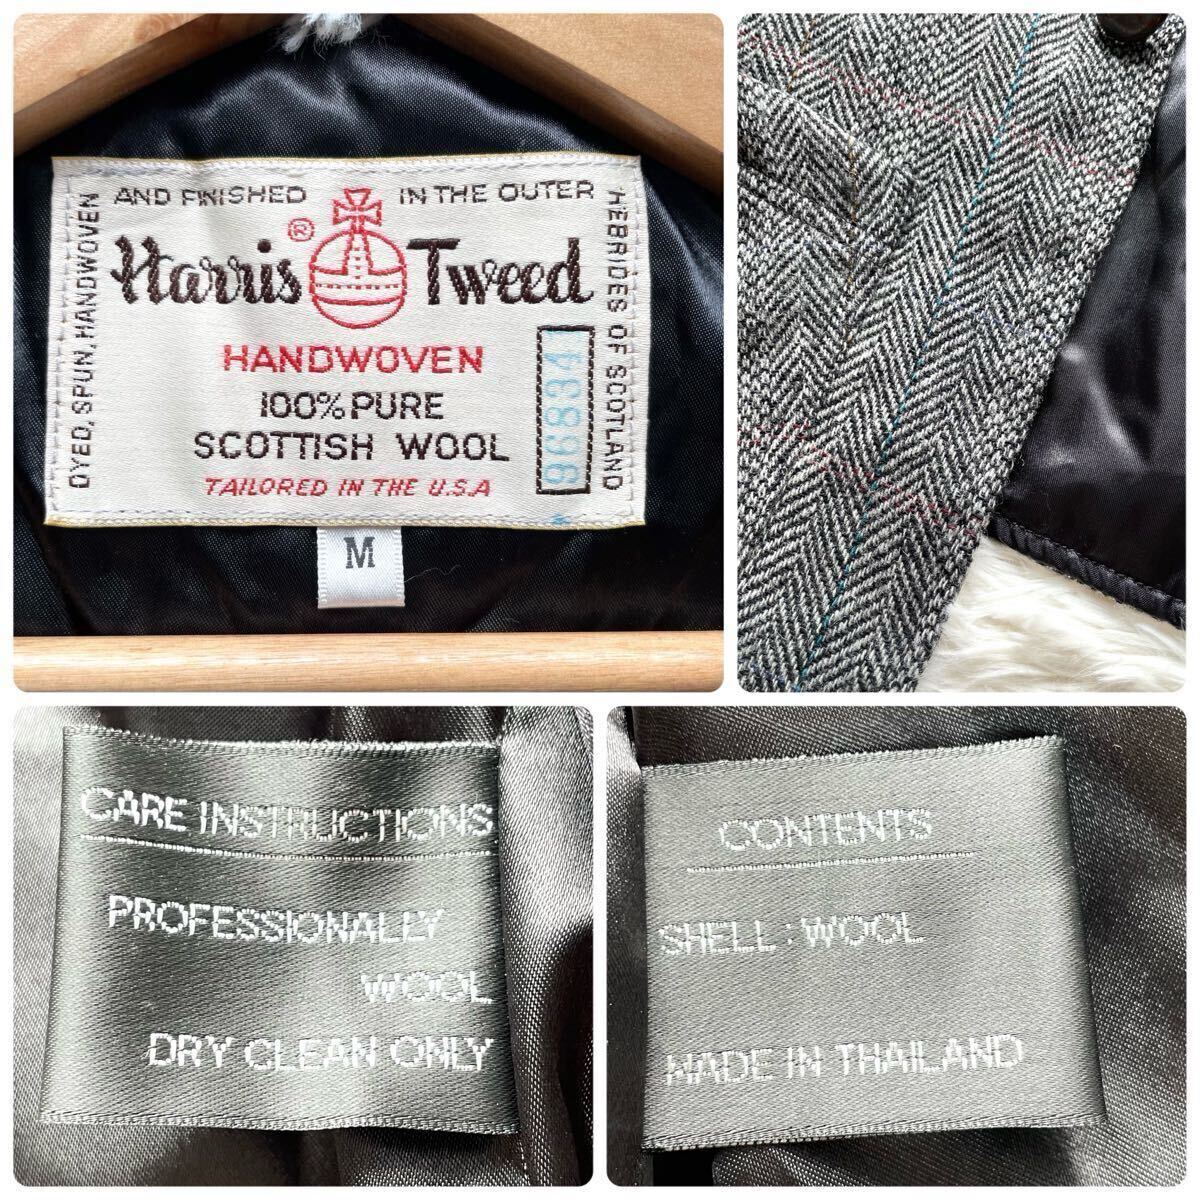 AND FINISHED IN THE OUTER
HEBRIDES OF SCOTLAND
DYED, SPUN, HANDWOVEN
Harris® Tweed
HANDWOVEN
100% PURE
SCOTTISH WOOL
TAILORED IN THE U.S.A
968341
M
CARE INSTRUCTIONS
PROFESSIONALLY
WOOL
DRY CLEAN ONLY
CONTENTS
SHELL: WOOL
MADE IN THAILAND